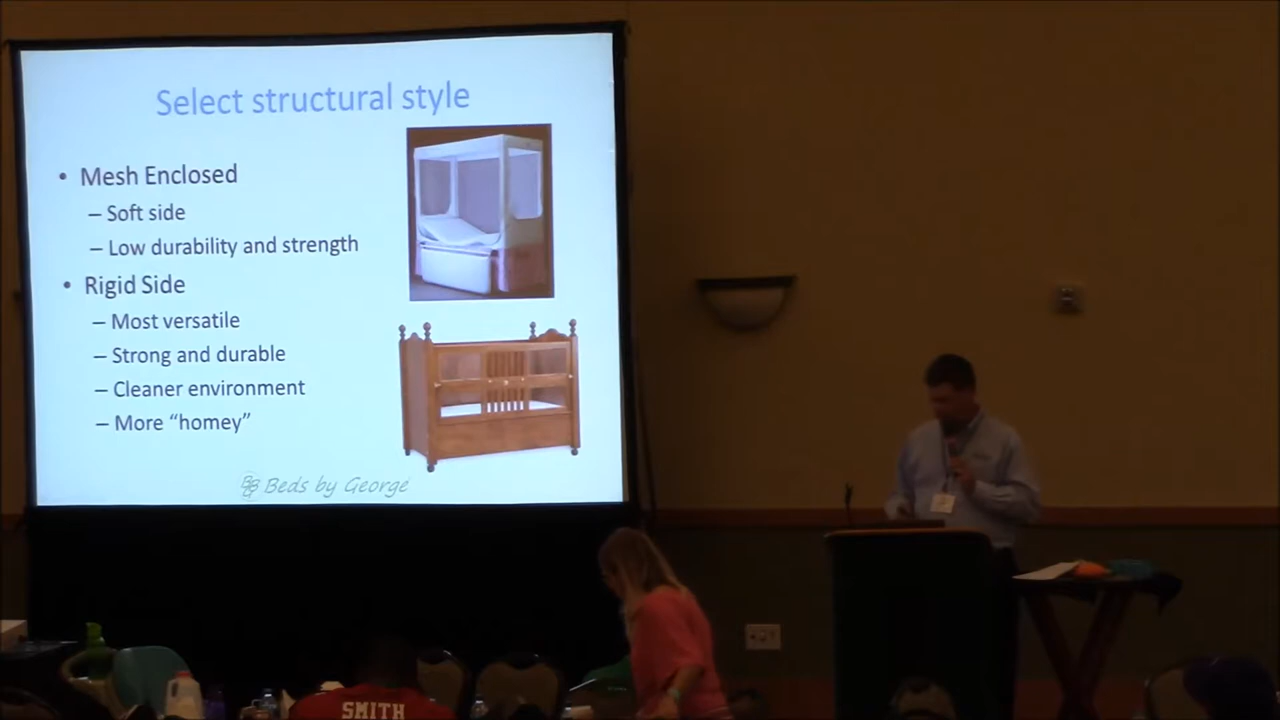 Select structural style
• Mesh Enclosed
– Soft side
– Low durability and strength
• Rigid Side
– Most versatile
– Strong and durable
– Cleaner environment
– More “homey”
BBG Beds by George
SMITH